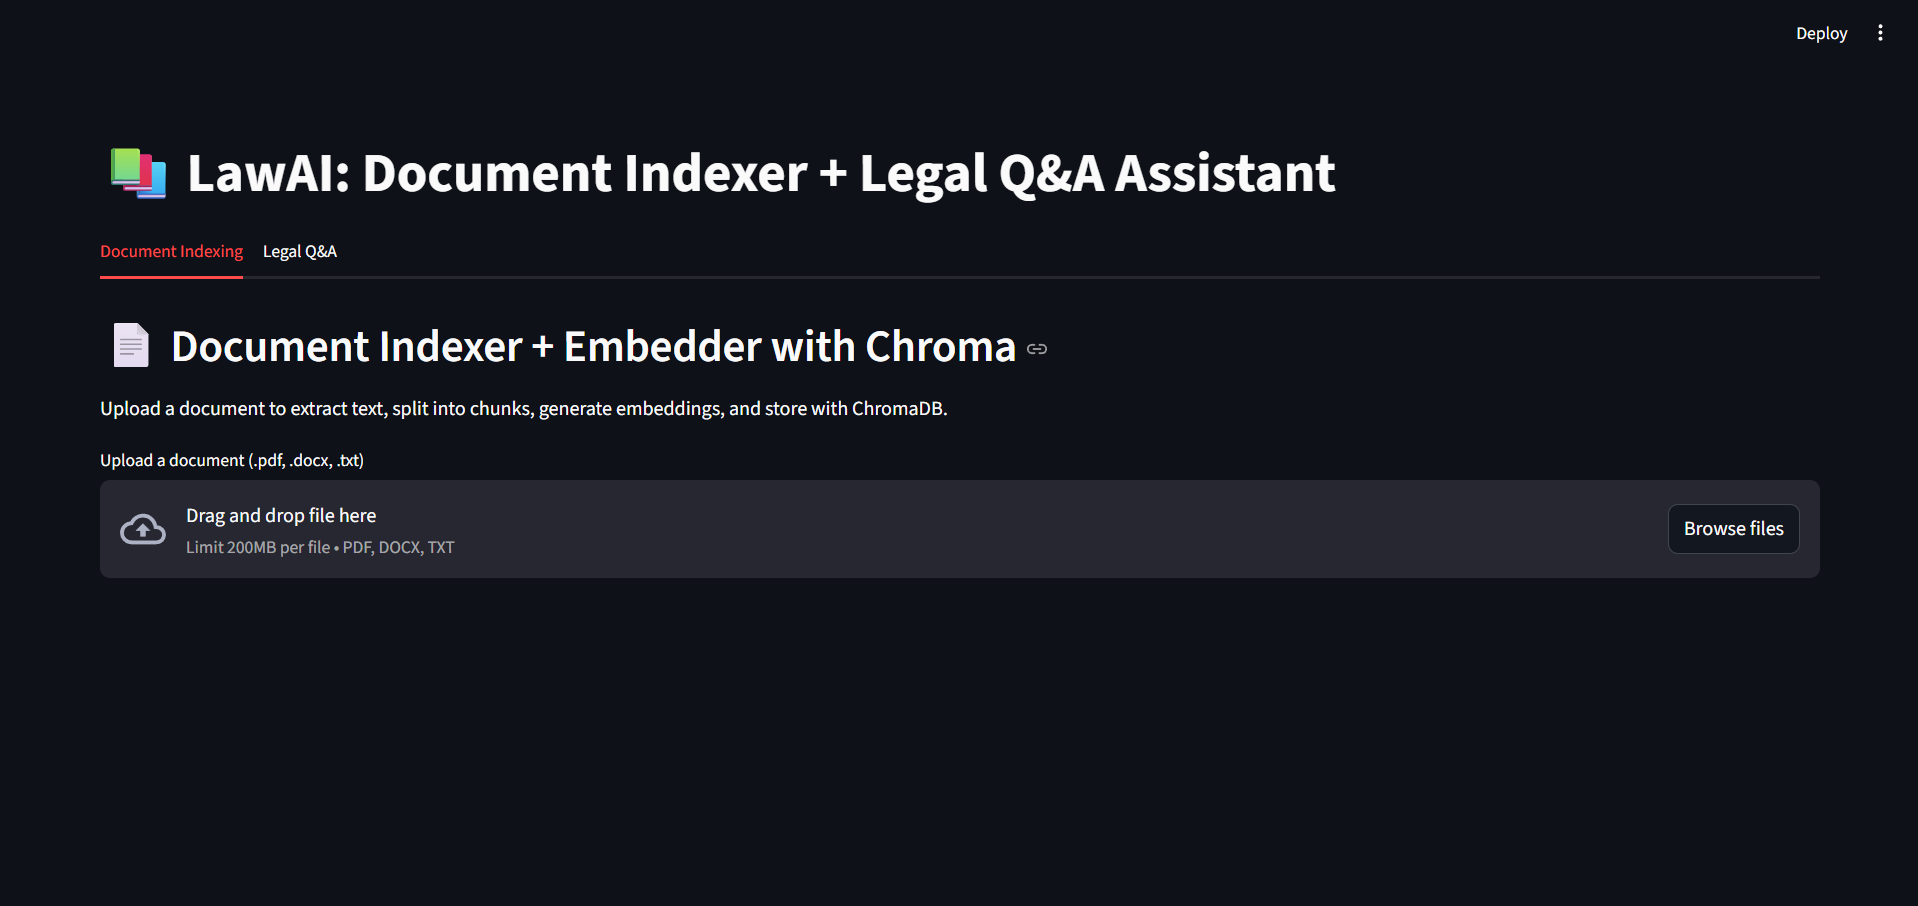 Deploy
LawAI: Document Indexer + Legal Q&A Assistant
Document Indexing Legal Q&A
Document Indexer + Embedder with Chroma
Upload a document to extract text, split into chunks, generate embeddings, and store with ChromaDB.
Upload a document (.pdf, .docx, .txt)
Drag and drop file here
Limit 200MB per file • PDF, DOCX, TXT
Browse files